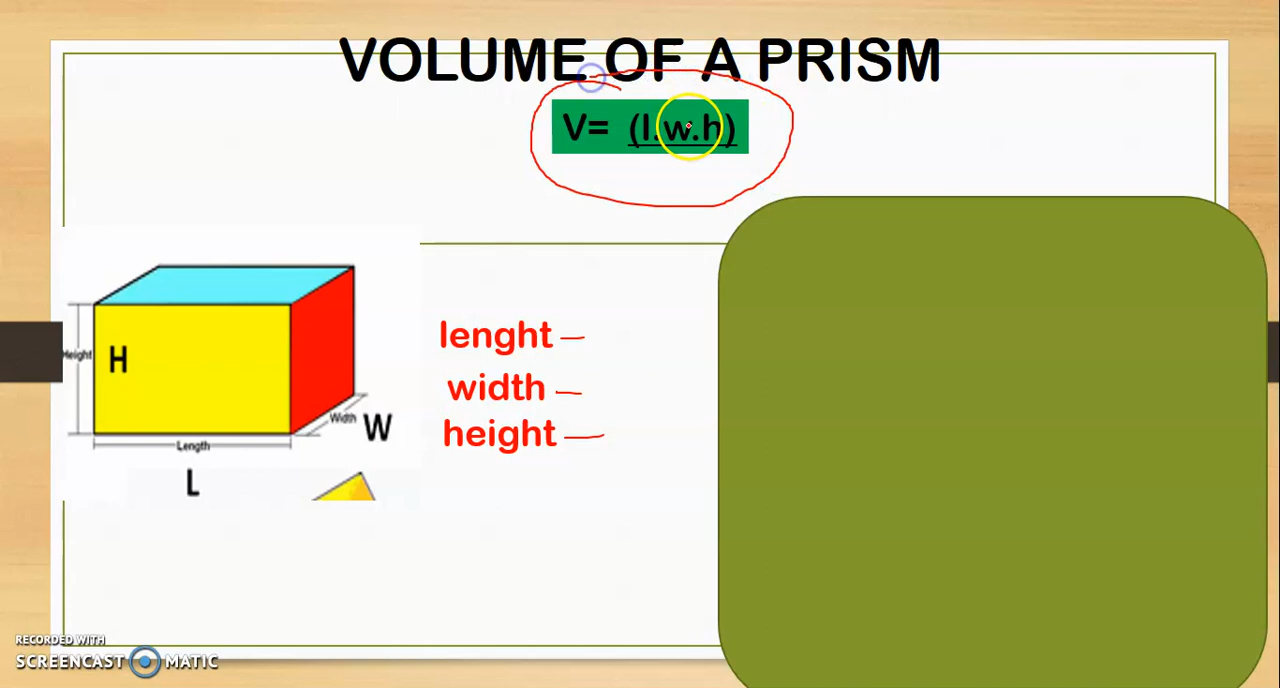 VOLUME OF A PRISM
V= (l.w.h)
Height
H
lenght —
width —
height —
Width
W
Length
L
RECORDED WITH
SCREENCAST MATIC